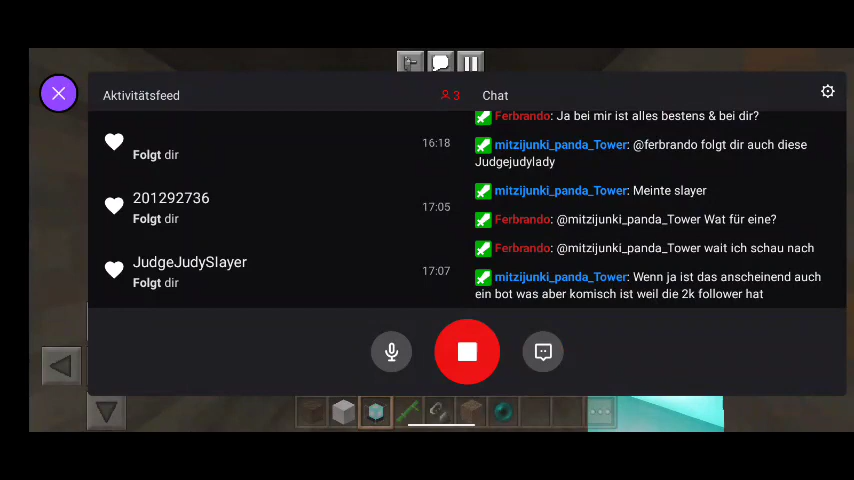 Aktivitätsfeed
3
Folgt dir
16:18
201292736
Folgt dir
17:05
JudgeJudySlayer
Folgt dir
17:07
Chat
Ferbrando: Ja bei mir ist alles bestens & bei dir?
mitzijunki_panda_Tower: @ferbrando folgt dir auch diese
Judgejudylady
mitzijunki_panda_Tower: Meinte slayer
Ferbrando: @mitzijunki_panda_Tower Wat für eine?
Ferbrando: @mitzijunki_panda_Tower wait ich schau nach
mitzijunki_panda_Tower: Wenn ja ist das anscheinend auch
ein bot was aber komisch ist weil die 2k follower hat